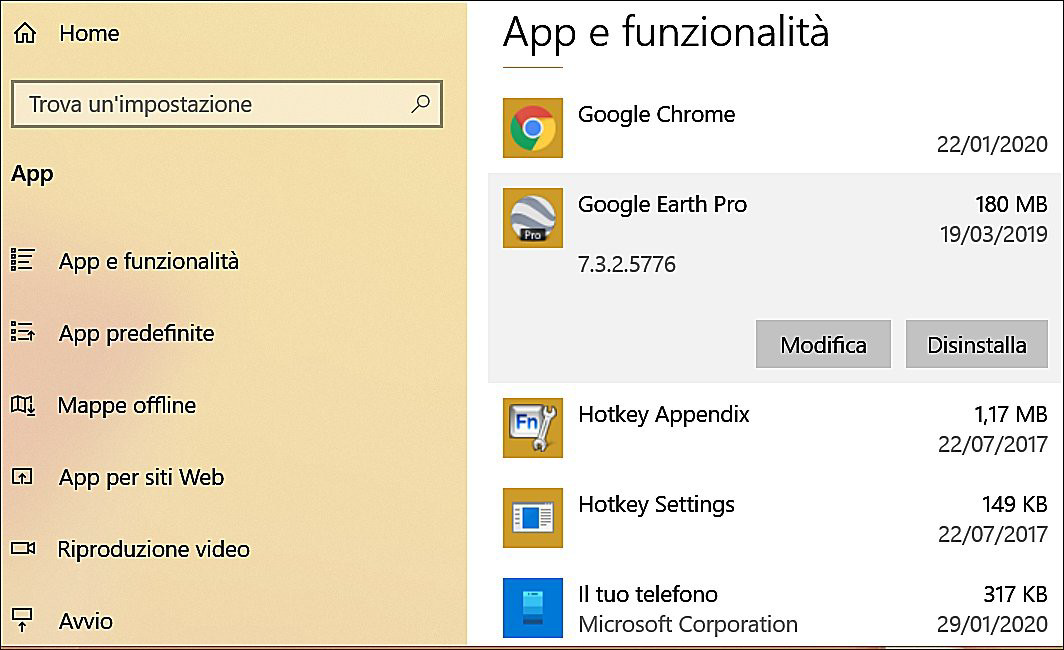 Home
Trova un'impostazione
App
App e funzionalità
App predefinite
Mappe offline
App per siti Web
Riproduzione video
Avvio
App e funzionalità
Google Chrome
22/01/2020
Pro
Google Earth Pro 180 MB
19/03/2019
7.3.2.5776
Modifica Disinstalla
Fn
Hotkey Appendix 1,17 MB
22/07/2017
Hotkey Settings 149 KB
22/07/2017
Il tuo telefono 317 KB
Microsoft Corporation 29/01/2020